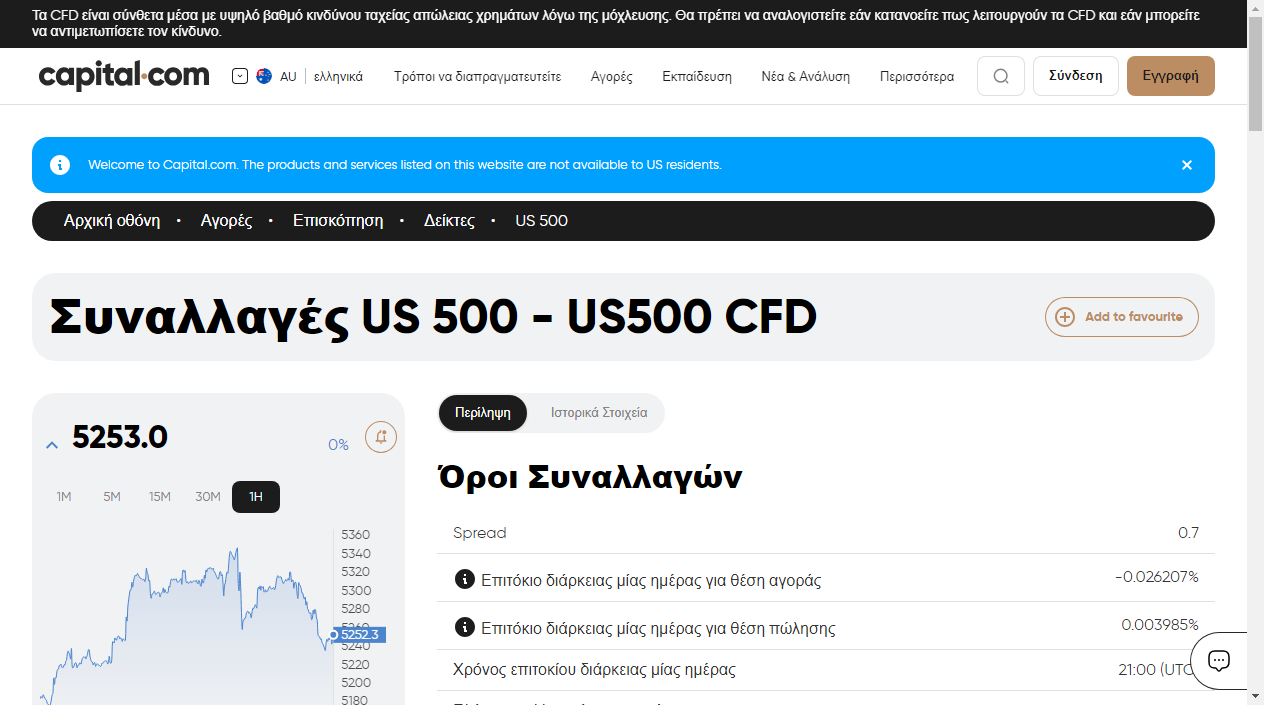 Τα CFD είναι σύνθετα μέσα με υψηλό βαθμό κινδύνου ταχείας απώλειας χρημάτων λόγω της μόχλευσης. Θα πρέπει να αναλογιστείτε εάν κατανοείτε πως λειτουργούν τα CFD και εάν μπορείτε
να αντιμετωπίσετε τον κίνδυνο.
capital.com AU ελληνικά Τρόποι να διαπραγματευτείτε Αγορές Εκπαίδευση Νέα & Ανάλυση Περισσότερα Σύνδεση Εγγραφή
Welcome to Capital.com. The products and services listed on this website are not available to US residents.
Αρχική οθόνη • Αγορές • Επισκόπηση • Δείκτες • US 500
Συναλλαγές US 500 - US500 CFD
Add to favourite
5253.0
0%
1M 5M 15M 30M 1H
5360
5340
5320
5300
5280
5252.3
5240
5220
5200
5180
Περίληψη Ιστορικά Στοιχεία
Όροι Συναλλαγών
Spread 0.7
Επιτόκιο διάρκειας μίας ημέρας για θέση αγοράς -0.026207%
Επιτόκιο διάρκειας μίας ημέρας για θέση πώλησης 0.003985%
Χρόνος επιτοκίου διάρκειας μίας ημέρας 21:00 (UTC